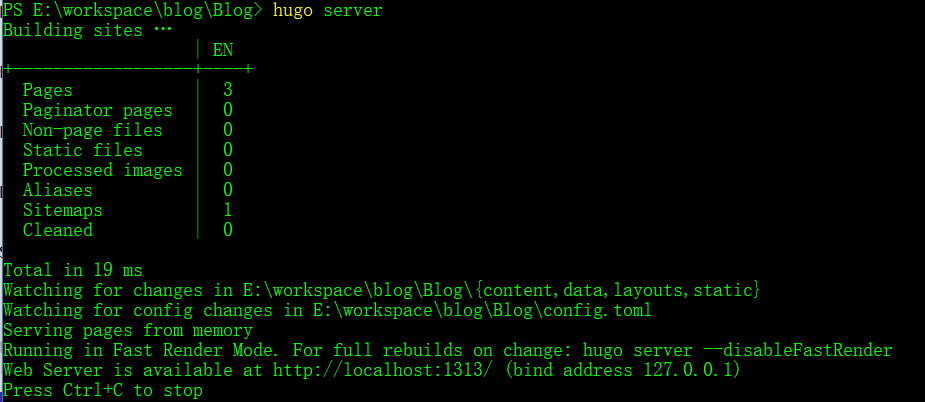 PS E:\workspace\blog\Blog> hugo server
Building sites …
                   | EN
+------------------+----+
  Pages            |  3
  Paginator pages  |  0
  Non-page files   |  0
  Static files     |  0
  Processed images |  0
  Aliases          |  0
  Sitemaps         |  1
  Cleaned          |  0
Total in 19 ms
Watching for changes in E:\workspace\blog\Blog\{content,data,layouts,static}
Watching for config changes in E:\workspace\blog\Blog\config.toml
Serving pages from memory
Running in Fast Render Mode. For full rebuilds on change: hugo server --disableFastRender
Web Server is available at http://localhost:1313/ (bind address 127.0.0.1)
Press Ctrl+C to stop